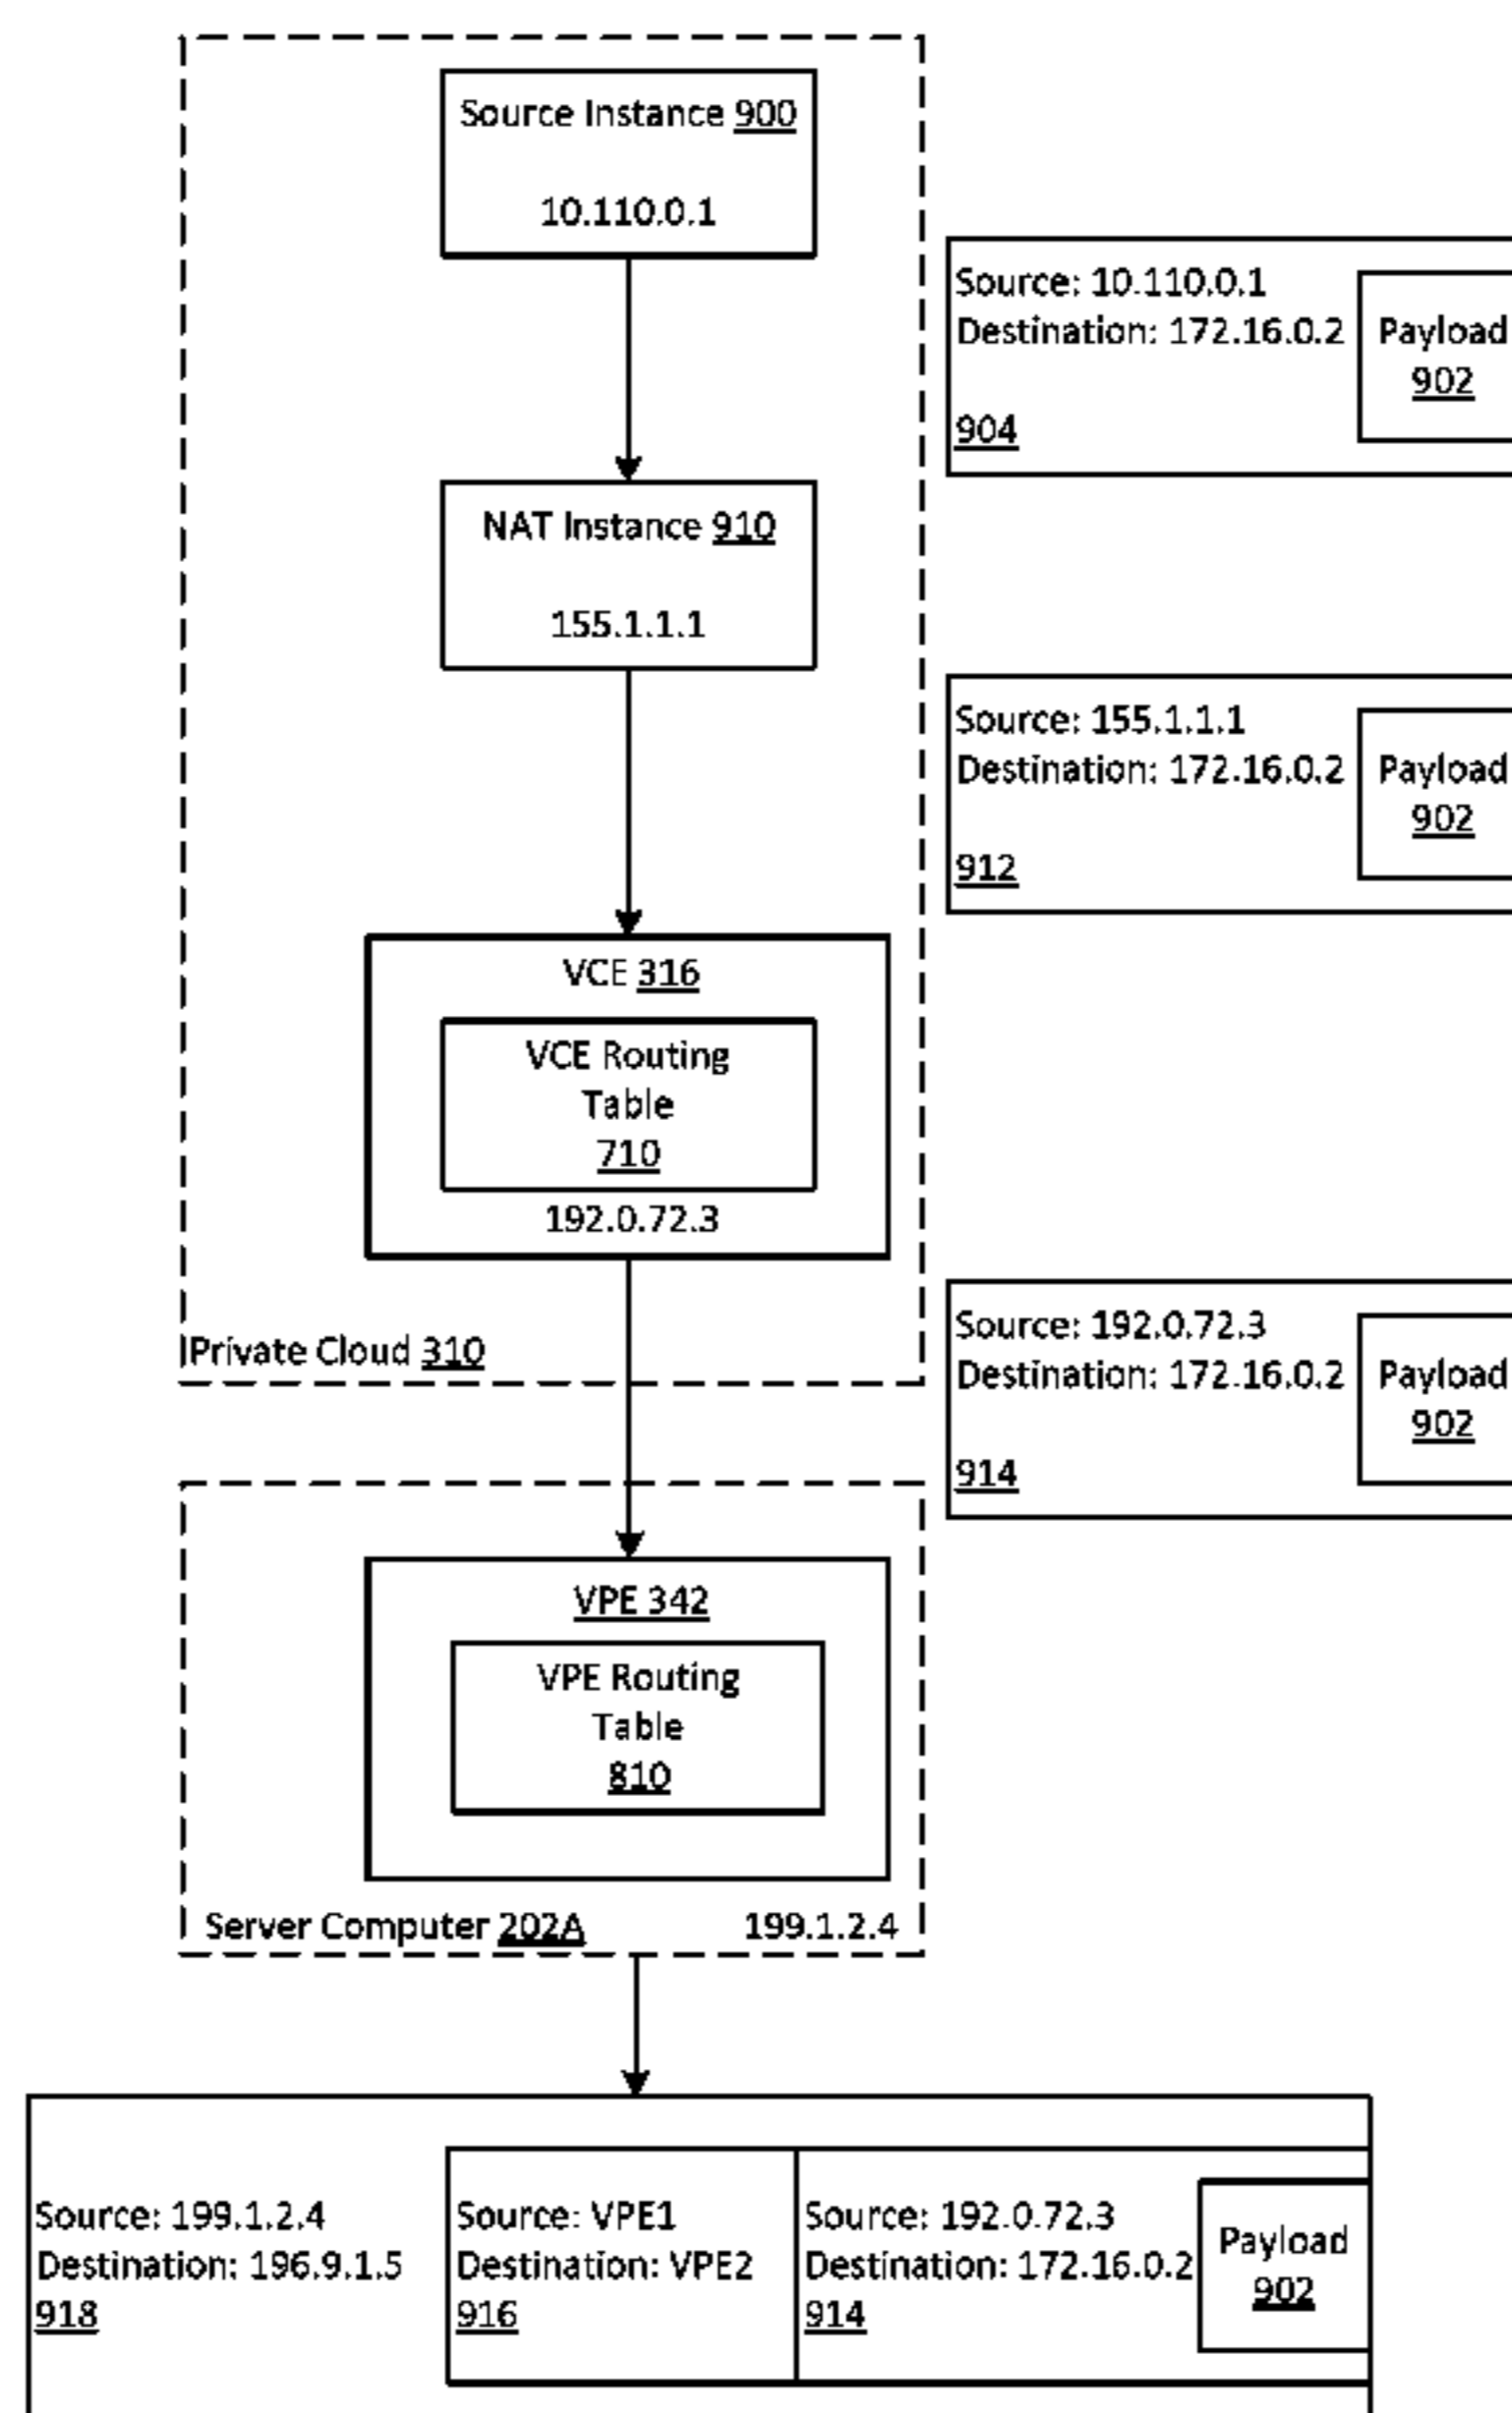 Source Instance 900
10.110.0.1
Source: 10.110.0.1
Destination: 172.16.0.2
904
Payload
902
NAT Instance 910
155.1.1.1
Source: 155.1.1.1
Destination: 172.16.0.2
912
Payload
902
VCE 316
VCE Routing
Table
710
192.0.72.3
Private Cloud 310
Source: 192.0.72.3
Destination: 172.16.0.2
914
Payload
902
VPE 342
VPE Routing
Table
810
Server Computer 202A
199.1.2.4
Source: 199.1.2.4
Destination: 196.9.1.5
918
Source: VPE1
Destination: VPE2
916
Source: 192.0.72.3
Destination: 172.16.0.2
914
Payload
902